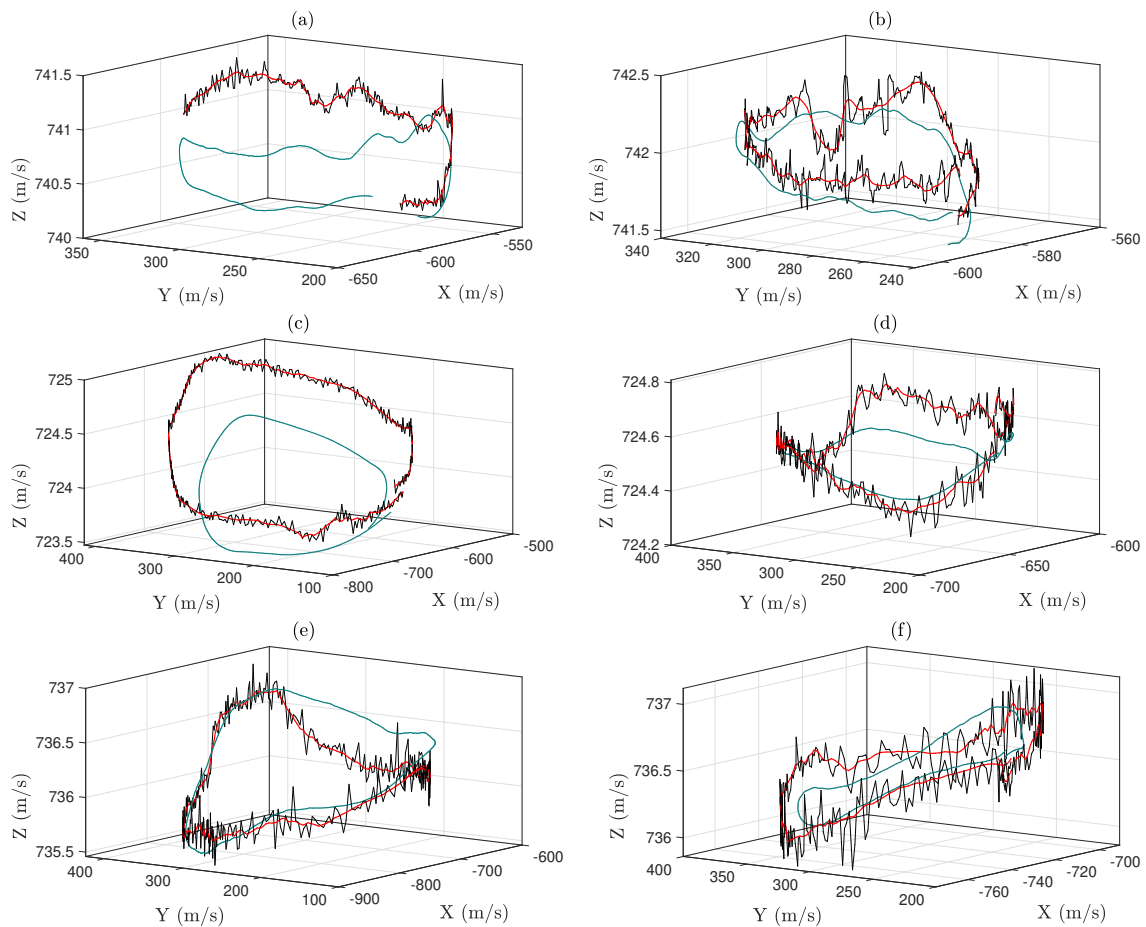 (a)
741.5
741
740.5
740
Z (m/s)
350
300
250
200
Y (m/s)
-650
-600
-550
X (m/s)
(b)
742.5
742
741.5
Z (m/s)
340
320
300
280
260
240
Y (m/s)
-600
-580
-560
X (m/s)
(c)
725
724.5
724
723.5
Z (m/s)
400
300
200
100
Y (m/s)
-800
-700
-600
-500
X (m/s)
(d)
724.8
724.6
724.4
724.2
Z (m/s)
400
350
300
250
200
Y (m/s)
-700
-650
-600
X (m/s)
(e)
737
736.5
736
735.5
Z (m/s)
400
300
200
100
Y (m/s)
-900
-800
-700
-600
X (m/s)
(f)
737
736.5
736
Z (m/s)
400
350
300
250
200
Y (m/s)
-760
-740
-720
-700
X (m/s)